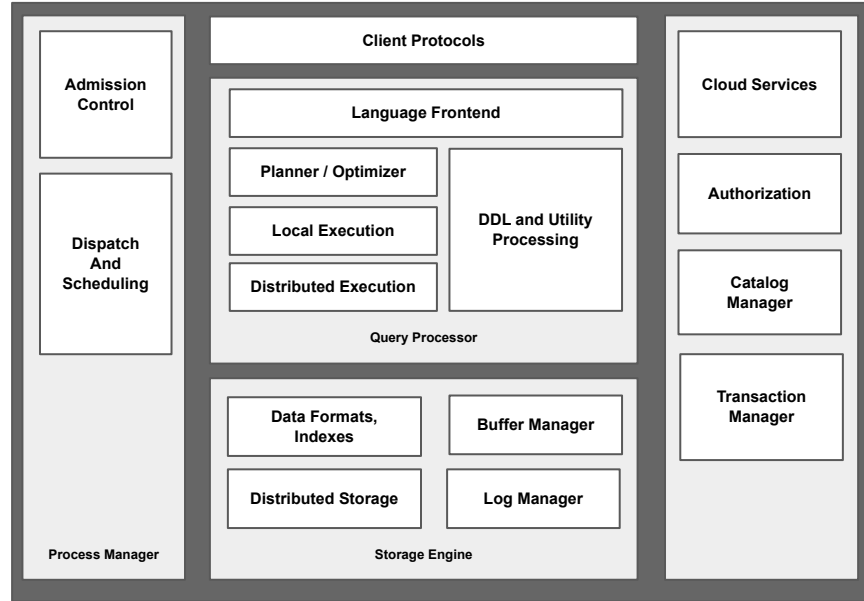 Admission
Control
Dispatch
And
Scheduling
Process Manager
Client Protocols
Language Frontend
Planner / Optimizer
Local Execution
Distributed Execution
DDL and Utility
Processing
Query Processor
Data Formats,
Indexes
Buffer Manager
Distributed Storage
Log Manager
Storage Engine
Cloud Services
Authorization
Catalog
Manager
Transaction
Manager